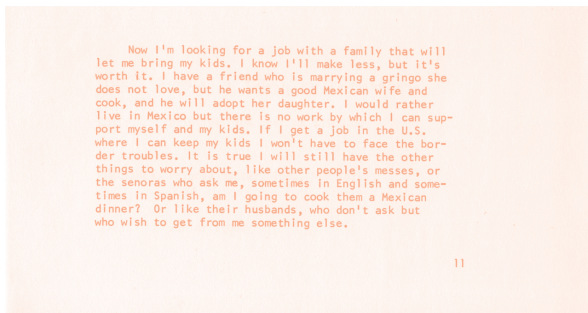 Now I'm looking for a job with a family that will
let me bring my kids. I know I'll make less, but it's
worth it. I have a friend who is marrying a gringo she
does not love, but he wants a good Mexican wife and
cook, and he will adopt her daughter. I would rather
live in Mexico but there is no work by which I can sup-
port myself and my kids. If I get a job in the U.S.
where I can keep my kids I won't have to face the bor-
der troubles. It is true I will still have the other
things to worry about, like other people's messes, or
the senoras who ask me, sometimes in English and some-
times in Spanish, am I going to cook them a Mexican
dinner? Or like their husbands, who don't ask but
who wish to get from me something else.
11